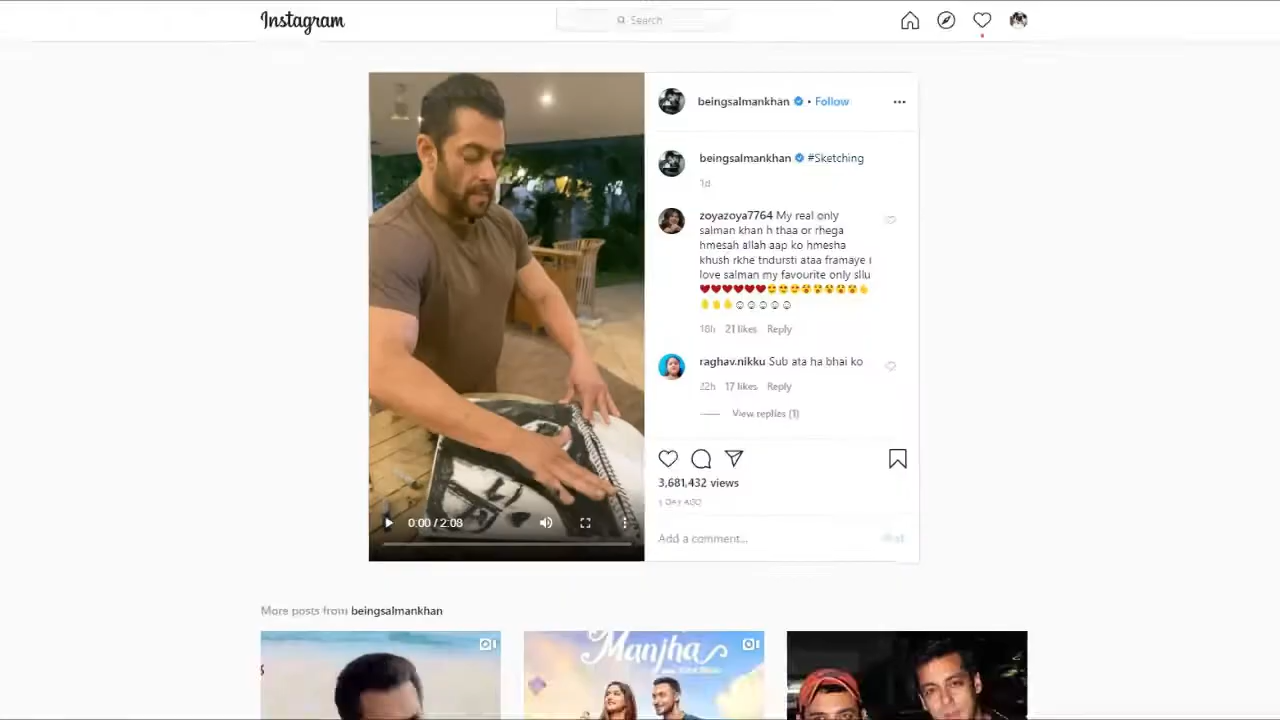 Instagram
Search
beingsalmankhan • Follow
beingsalmankhan #Sketching
1d
zoyazoya7764 My real only
salman khan h thaa or rhega
hmesah allah aap ko hmesha
khush rkhe tndursti ataa framaye i
love salman my favourite only sllu
❤❤❤❤❤❤😍😍😍😲😲😲😲😲👆
👆👆👆☺☺☺☺☺
18h 21 likes Reply
raghav.nikku Sub ata ha bhai ko
22h 17 likes Reply
View replies (1)
3,681,432 views
1 DAY AGO
0:00 / 2:08
Add a comment...
More posts from beingsalmankhan
Manjha